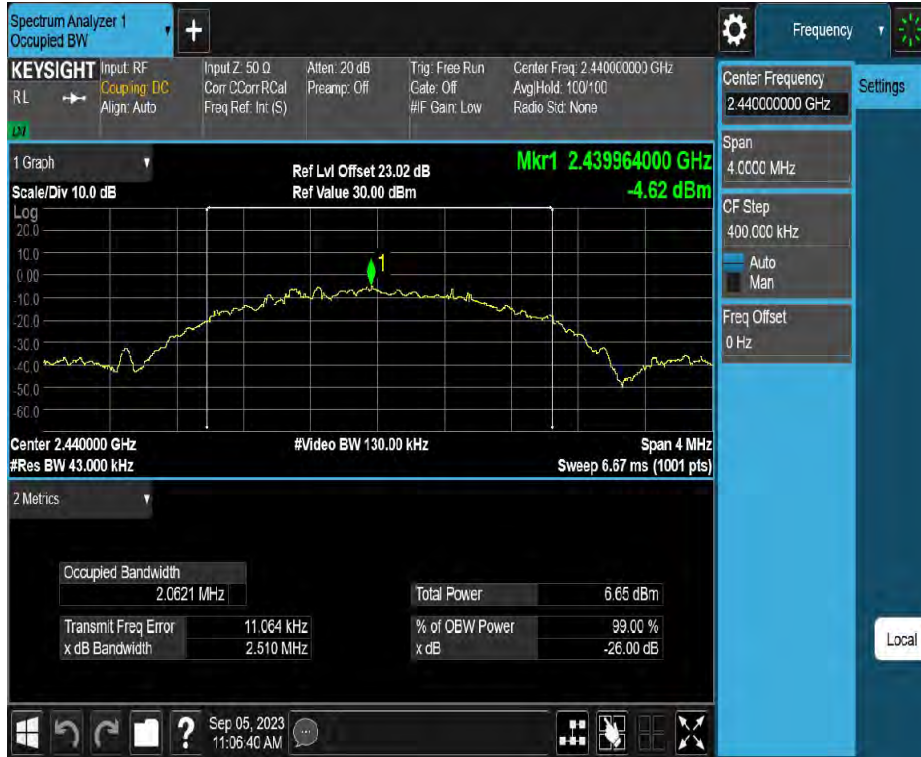 Spectrum Analyzer 1
Occupied BW
+
Frequency
KEYSIGHT
RL
Input: RF
Coupling: DC
Align: Auto
Input Z: 50 Ω
Corr CCorr RCal
Freq Ref: Int (S)
Atten: 20 dB
Preamp: Off
Trig: Free Run
Gate: Off
#IF Gain: Low
Center Freq: 2.440000000 GHz
Avg|Hold: 100/100
Radio Std: None
Center Frequency
2.440000000 GHz
Settings
Span
4.0000 MHz
CF Step
400.000 kHz
Auto
Man
Freq Offset
0 Hz
Local
1 Graph
Scale/Div 10.0 dB
Ref Lvl Offset 23.02 dB
Ref Value 30.00 dBm
Mkr1 2.439964000 GHz
-4.62 dBm
Log
20.0
10.0
0.00
-10.0
-20.0
-30.0
-40.0
-50.0
-60.0
1
Center 2.440000 GHz
#Res BW 43.000 kHz
#Video BW 130.00 kHz
Span 4 MHz
Sweep 6.67 ms (1001 pts)
2 Metrics
Occupied Bandwidth
2.0621 MHz
Transmit Freq Error 11.064 kHz
x dB Bandwidth 2.510 MHz
Total Power 6.65 dBm
% of OBW Power 99.00 %
x dB -26.00 dB
?
Sep 05, 2023
11:06:40 AM